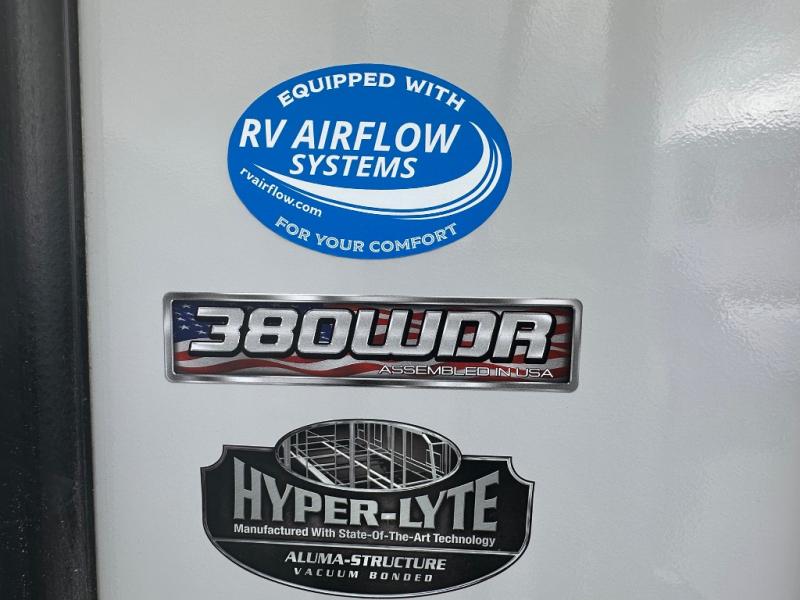 EQUIPPED WITH
RV AIRFLOW
SYSTEMS
rvairflow.com
FOR YOUR COMFORT
380WDR
ASSEMBLED IN USA
HYPER-LYTE
Manufactured With State-Of-The-Art Technology
ALUMA-STRUCTURE
VACUUM BONDED